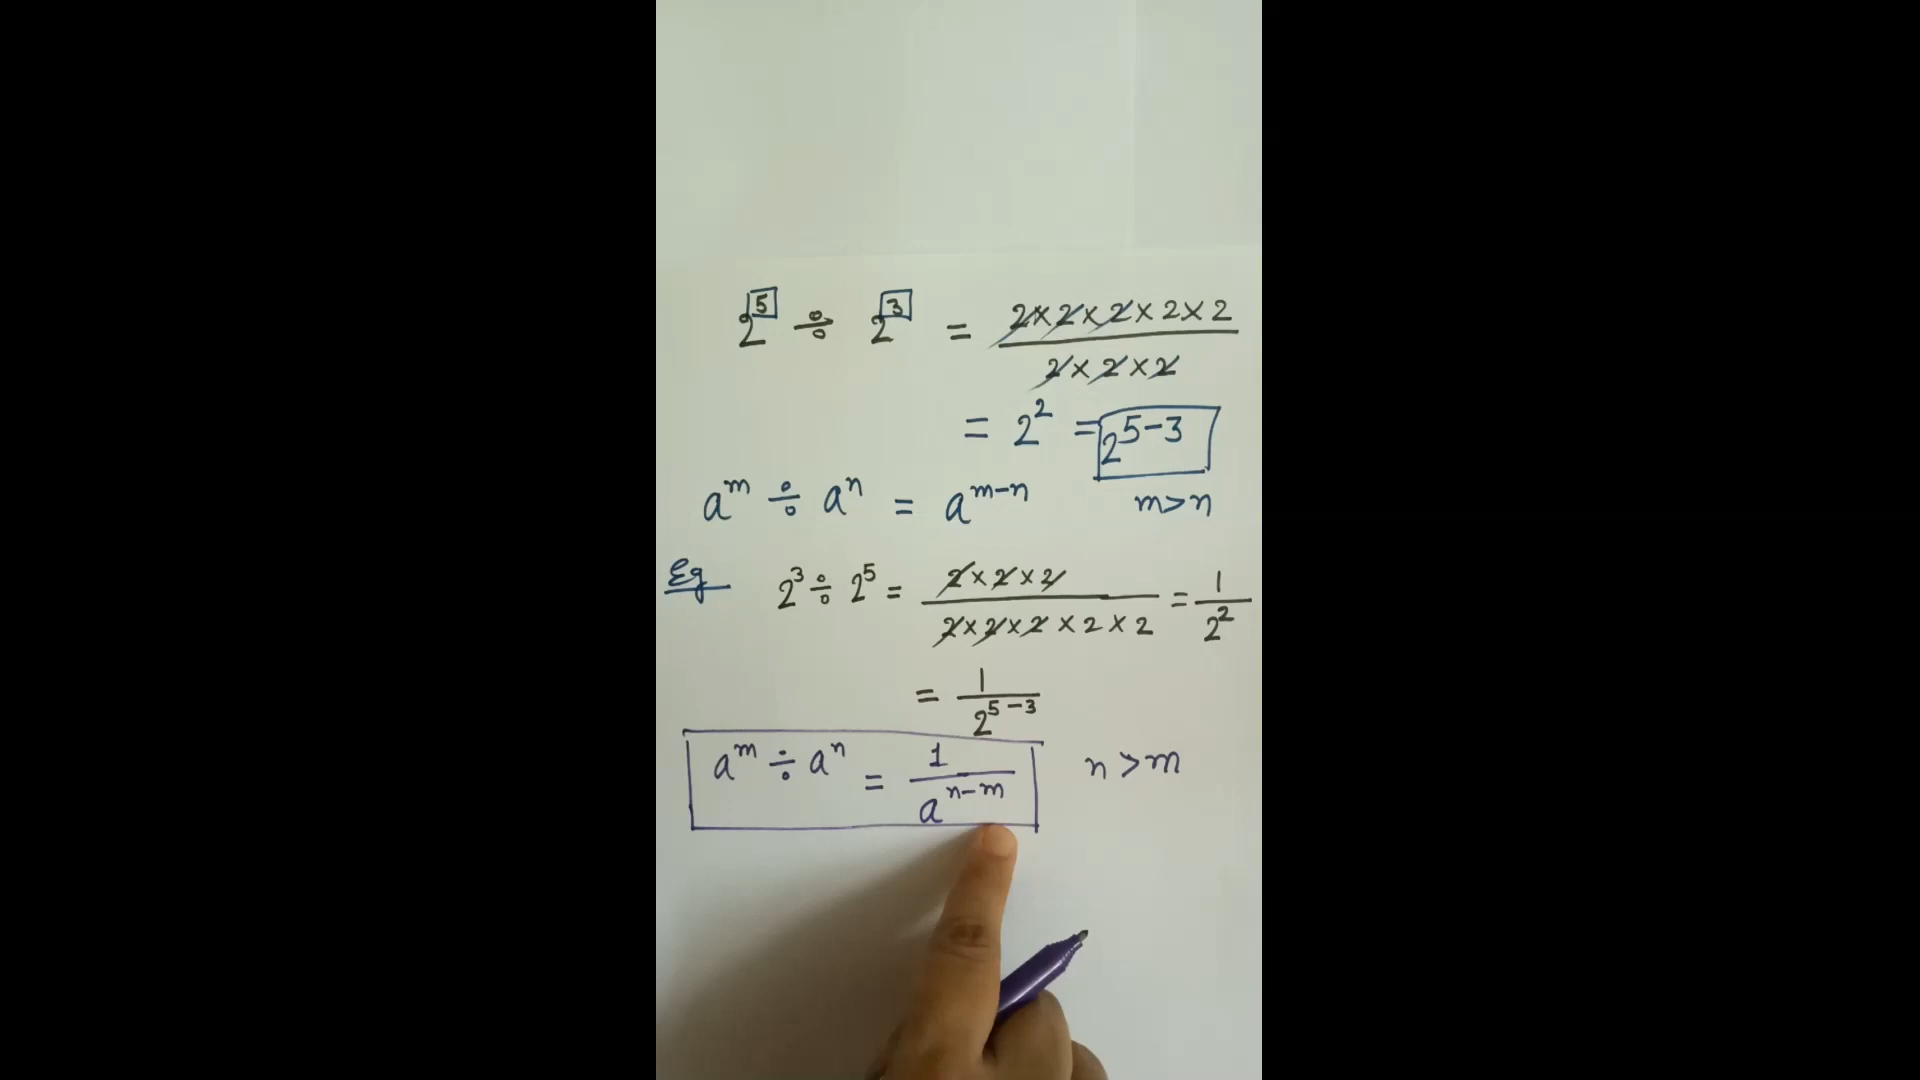 2^5 ÷ 2^3 = (2×2×2×2×2)/(2×2×2)
= 2^2 = 2^(5-3)
a^m ÷ a^n = a^(m-n) m>n
Eg 2^3 ÷ 2^5 = (2×2×2)/(2×2×2×2×2) = 1/2^2
= 1/2^(5-3)
a^m ÷ a^n = 1/a^(n-m) n>m